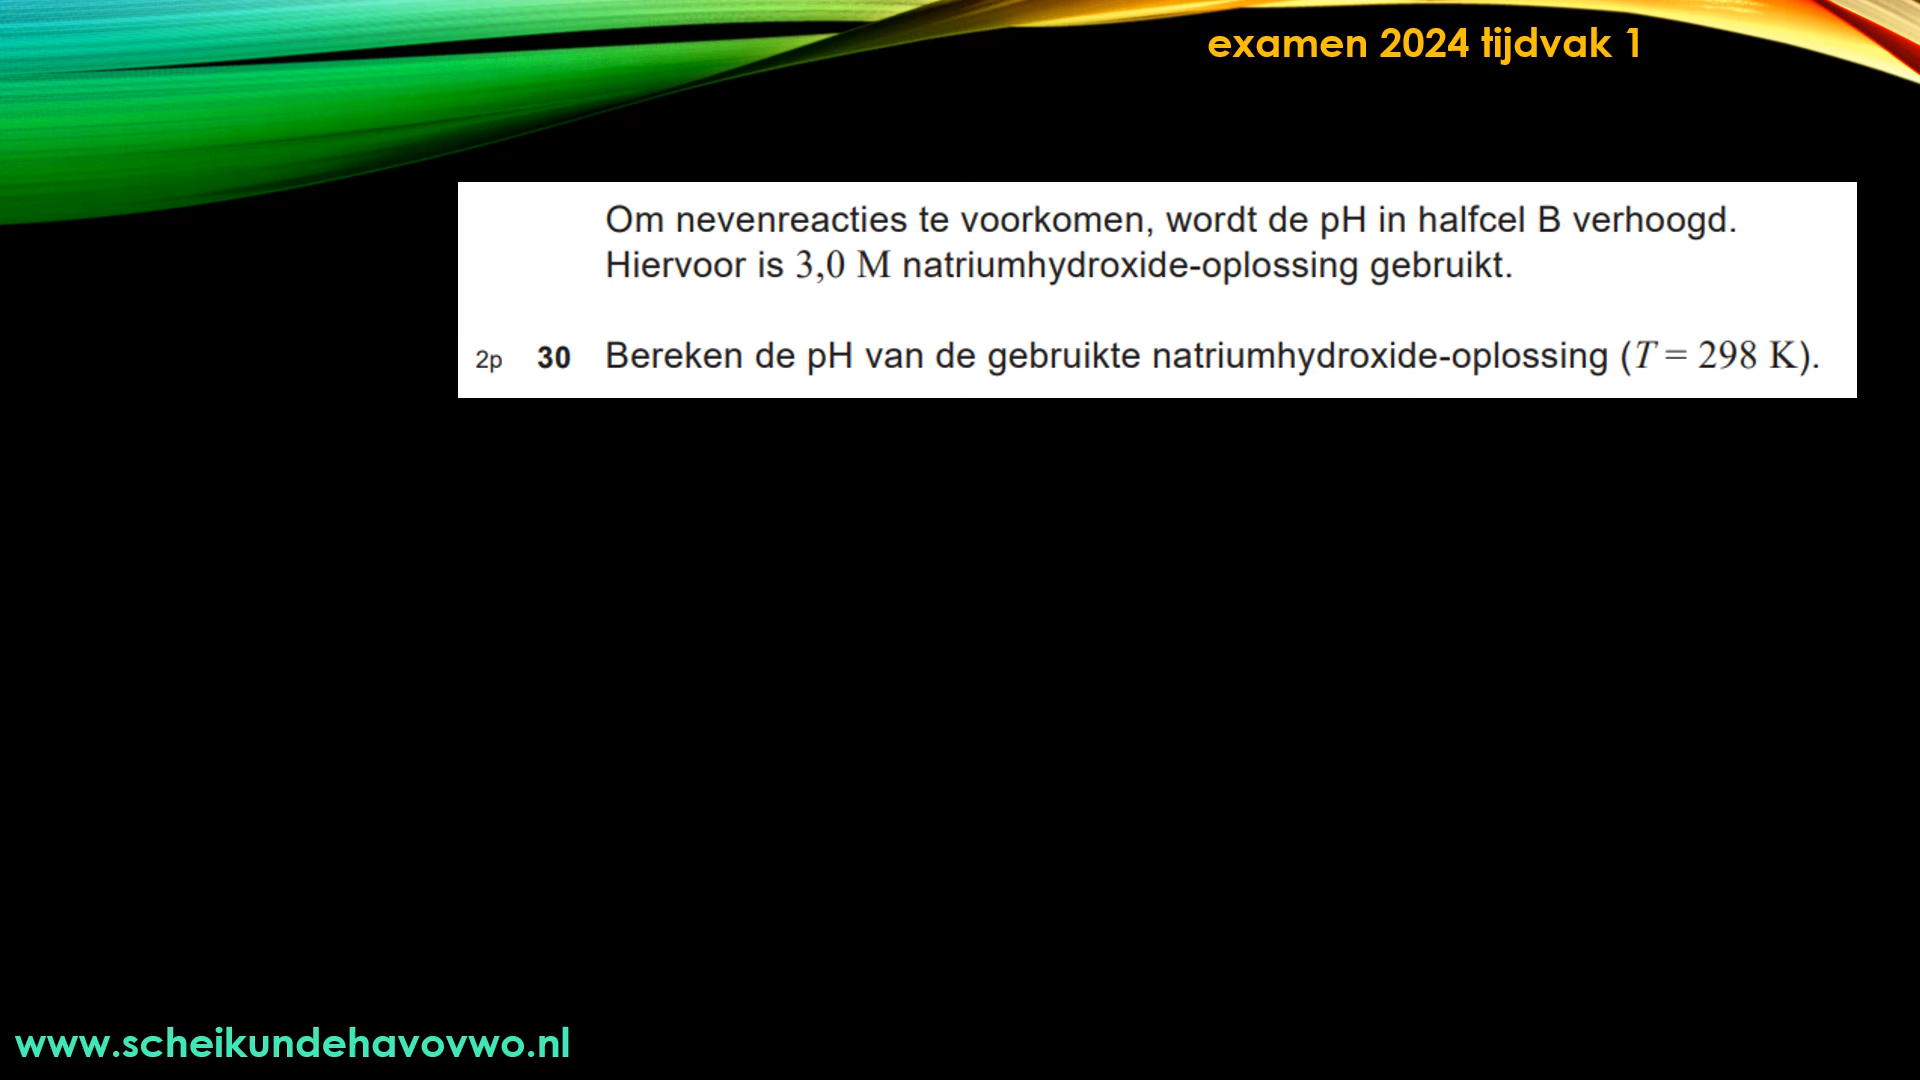 examen 2024 tijdvak 1
Om nevenreacties te voorkomen, wordt de pH in halfcel B verhoogd.
Hiervoor is 3,0 M natriumhydroxide-oplossing gebruikt.
2p 30 Bereken de pH van de gebruikte natriumhydroxide-oplossing (T = 298 K).
www.scheikundehavovwo.nl